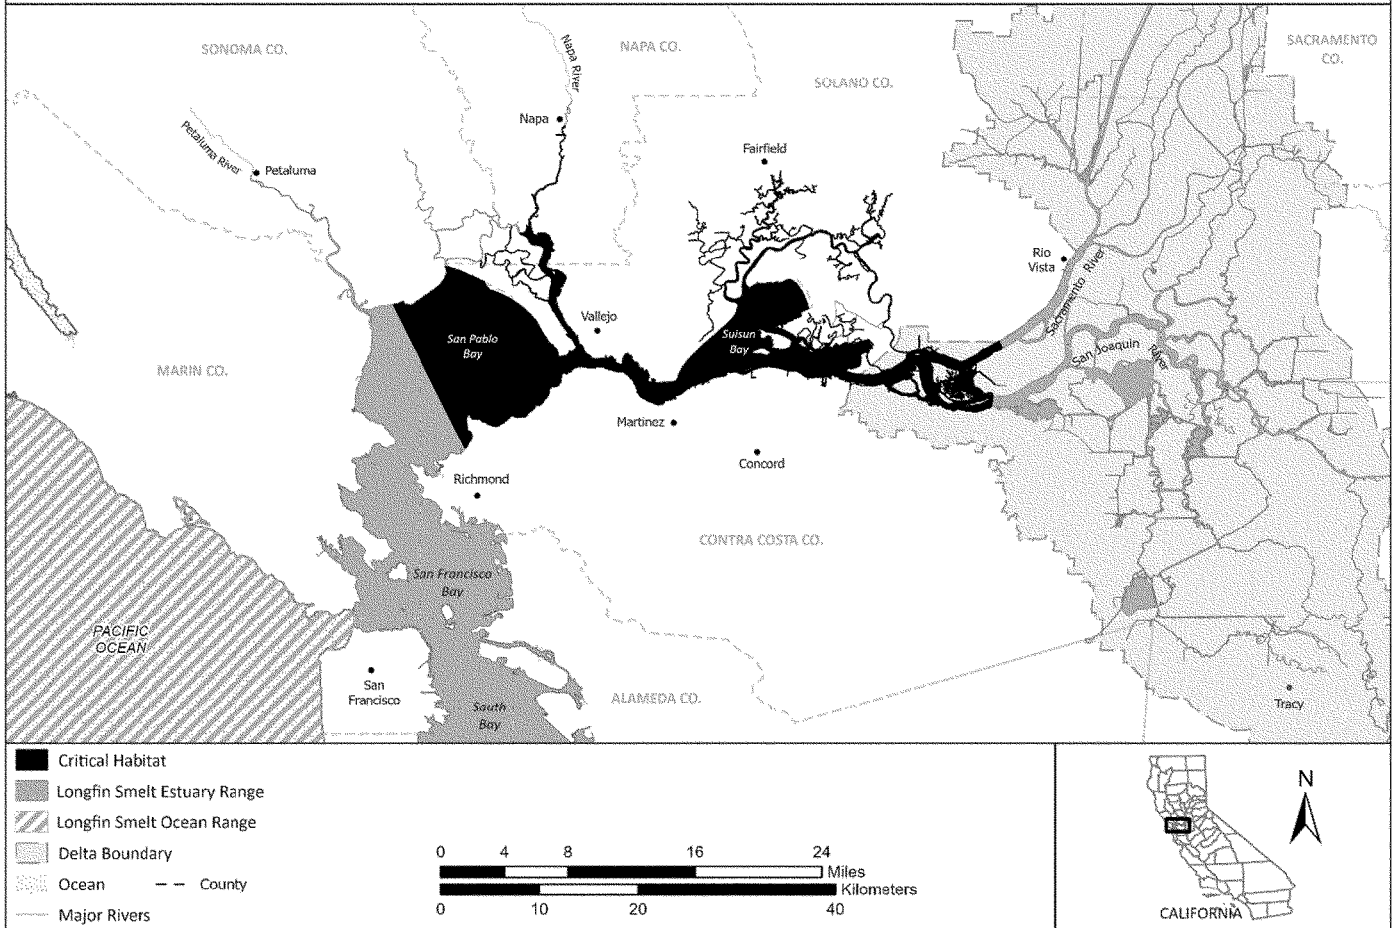 SONOMA CO.
NAPA CO.
SACRAMENTO
CO.
SOLANO CO.
Napa River
Napa
Petaluma River
Petaluma
Fairfield
Rio
Vista
Sacramento River
Vallejo
San Pablo
Bay
Suisun
Bay
San Joaquin
River
MARIN CO.
Martinez
Concord
Richmond
CONTRA COSTA CO.
San Francisco
Bay
PACIFIC
OCEAN
San
Francisco
South
Bay
ALAMEDA CO.
Tracy
Critical Habitat
Longfin Smelt Estuary Range
Longfin Smelt Ocean Range
Delta Boundary
Ocean
County
Major Rivers
0 4 8 16 24
Miles
Kilometers
0 10 20 40
N
CALIFORNIA